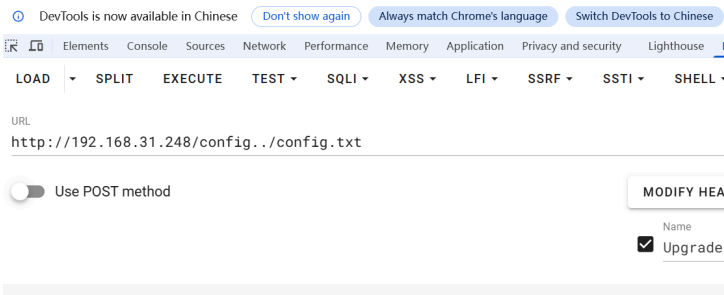 DevTools is now available in Chinese Don't show again Always match Chrome's language Switch DevTools to Chinese
Elements Console Sources Network Performance Memory Application Privacy and security Lighthouse
LOAD SPLIT EXECUTE TEST SQLI XSS LFI SSRF SSTI SHELL
URL
http://192.168.31.248/config../config.txt
Use POST method
MODIFY HEA
Name
Upgrade